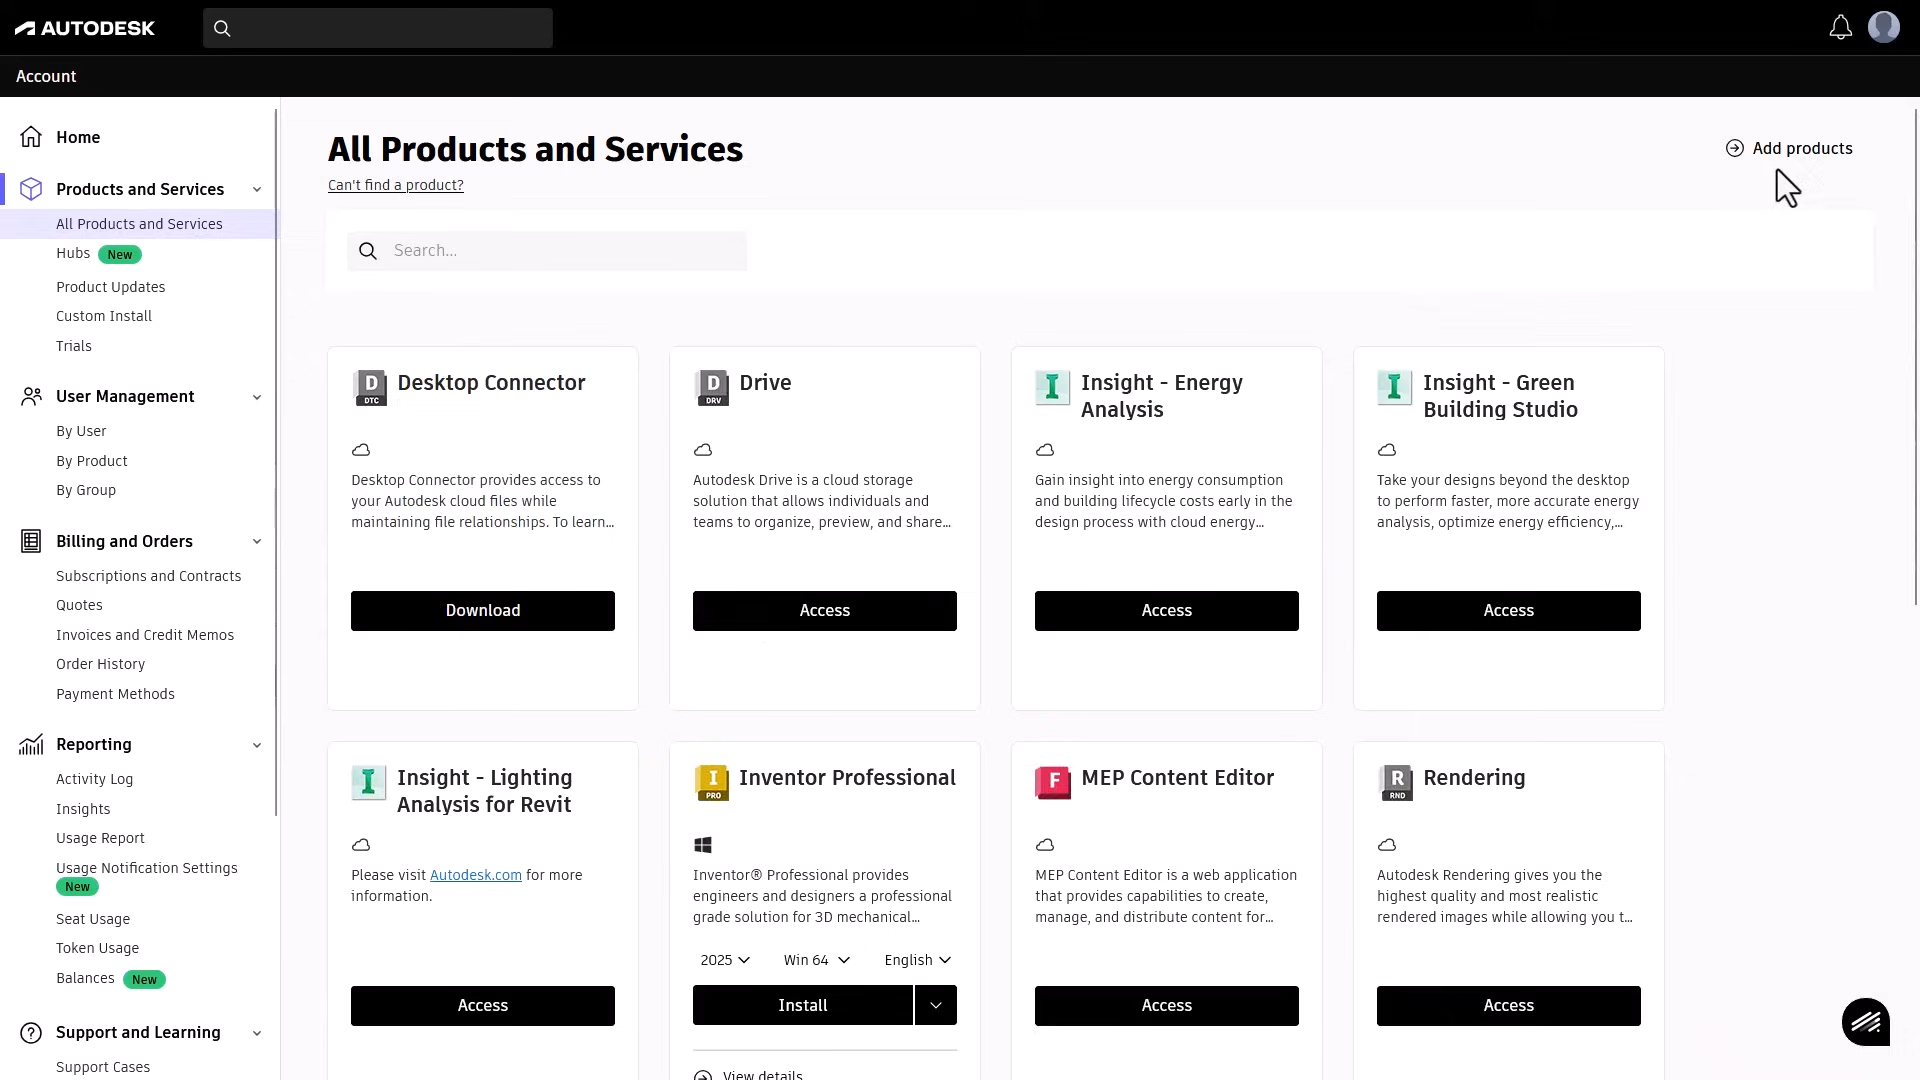 AUTODESK
Account
Home
Products and Services
All Products and Services
Hubs New
Product Updates
Custom Install
Trials
User Management
By User
By Product
By Group
Billing and Orders
Subscriptions and Contracts
Quotes
Invoices and Credit Memos
Order History
Payment Methods
Reporting
Activity Log
Insights
Usage Report
Usage Notification Settings
New
Seat Usage
Token Usage
Balances New
Support and Learning
Support Cases
All Products and Services
Add products
Can't find a product?
Search...
D
DTC
Desktop Connector
Desktop Connector provides access to
your Autodesk cloud files while
maintaining file relationships. To learn...
Download
D
DRV
Drive
Autodesk Drive is a cloud storage
solution that allows individuals and
teams to organize, preview, and share...
Access
I
Insight - Energy
Analysis
Gain insight into energy consumption
and building lifecycle costs early in the
design process with cloud energy...
Access
I
Insight - Green
Building Studio
Take your designs beyond the desktop
to perform faster, more accurate energy
analysis, optimize energy efficiency,...
Access
I
Insight - Lighting
Analysis for Revit
Please visit Autodesk.com for more
information.
Access
I
PRO
Inventor Professional
Inventor® Professional provides
engineers and designers a professional
grade solution for 3D mechanical...
2025 Win 64 English
Install
View details
F
MEP Content Editor
MEP Content Editor is a web application
that provides capabilities to create,
manage, and distribute content for...
Access
R
RND
Rendering
Autodesk Rendering gives you the
highest quality and most realistic
rendered images while allowing you t...
Access